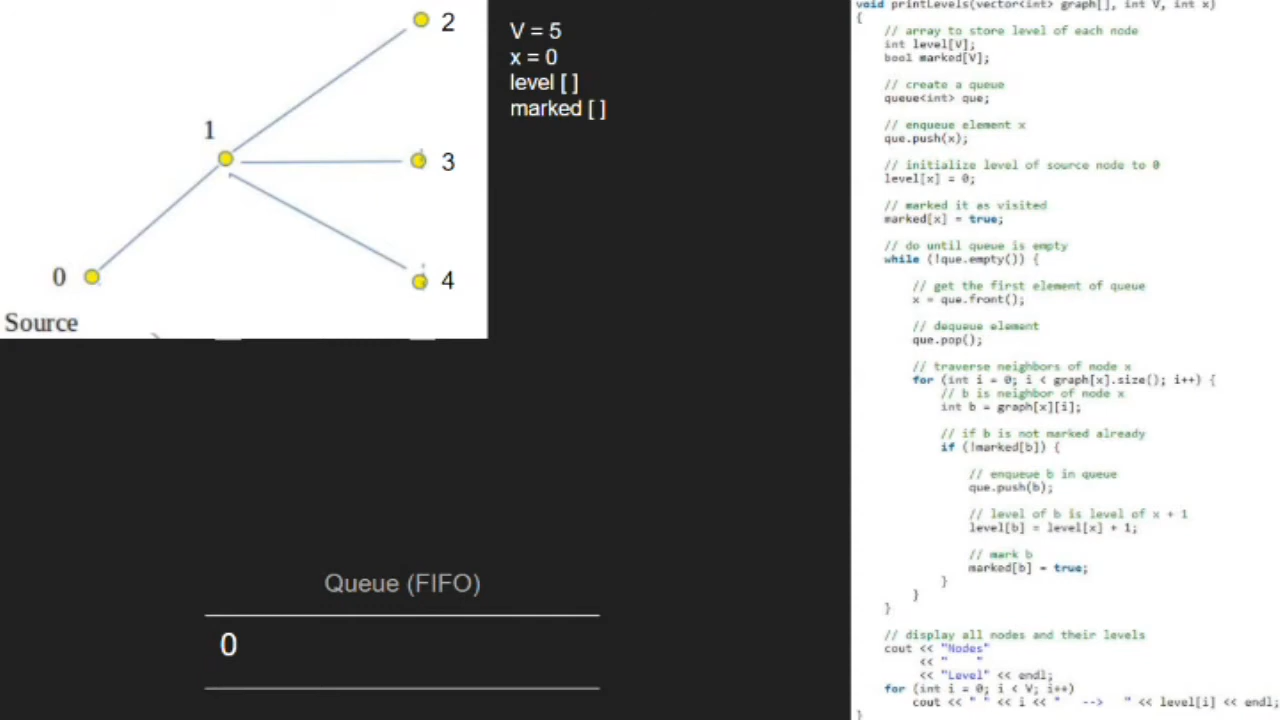 2
1
3
0
4
Source
V = 5
x = 0
level [ ]
marked [ ]
Queue (FIFO)
0
void printLevels(vector<int> graph[], int V, int x)
{
// array to store level of each node
int level[V];
bool marked[V];
// create a queue
queue<int> que;
// enqueue element x
que.push(x);
// initialize level of source node to 0
level[x] = 0;
// marked it as visited
marked[x] = true;
// do until queue is empty
while (!que.empty()) {
// get the first element of queue
x = que.front();
// dequeue element
que.pop();
// traverse neighbors of node x
for (int i = 0; i < graph[x].size(); i++) {
// b is neighbor of node x
int b = graph[x][i];
// if b is not marked already
if (!marked[b]) {
// enqueue b in queue
que.push(b);
// level of b is level of x + 1
level[b] = level[x] + 1;
// mark b
marked[b] = true;
}
}
}
// display all nodes and their levels
cout << "Nodes"
<< "    "
<< "Level" << endl;
for (int i = 0; i < V; i++)
cout << " " << i << "   -->   " << level[i] << endl;
}